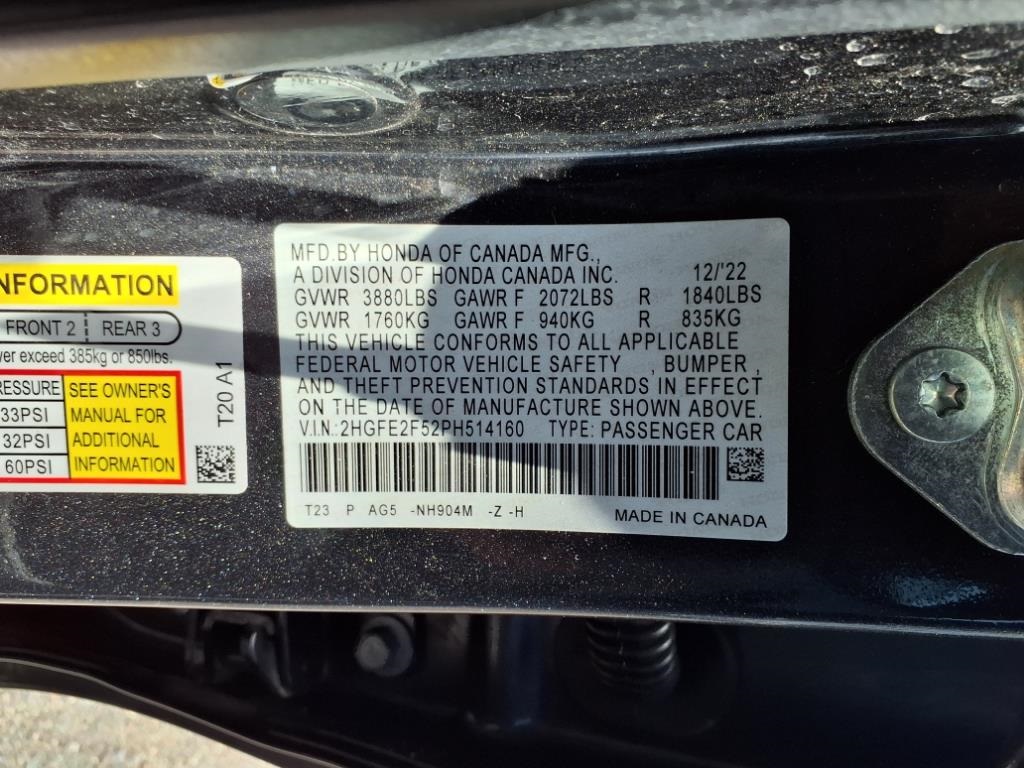 NFORMATION
FRONT 2 REAR 3
ver exceed 385kg or 850lbs.
RESSURE
33PSI
32PSI
60PSI
SEE OWNER'S
MANUAL FOR
ADDITIONAL
INFORMATION
T20 A1
MFD.BY HONDA OF CANADA MFG.,
A DIVISION OF HONDA CANADA INC. 12/'22
GVWR 3880LBS GAWR F 2072LBS R 1840LBS
GVWR 1760KG GAWR F 940KG R 835KG
THIS VEHICLE CONFORMS TO ALL APPLICABLE
FEDERAL MOTOR VEHICLE SAFETY , BUMPER ,
AND THEFT PREVENTION STANDARDS IN EFFECT
ON THE DATE OF MANUFACTURE SHOWN ABOVE.
V.I.N.:2HGFE2F52PH514160 TYPE: PASSENGER CAR
T23 P AG5 -NH904M -Z -H
MADE IN CANADA